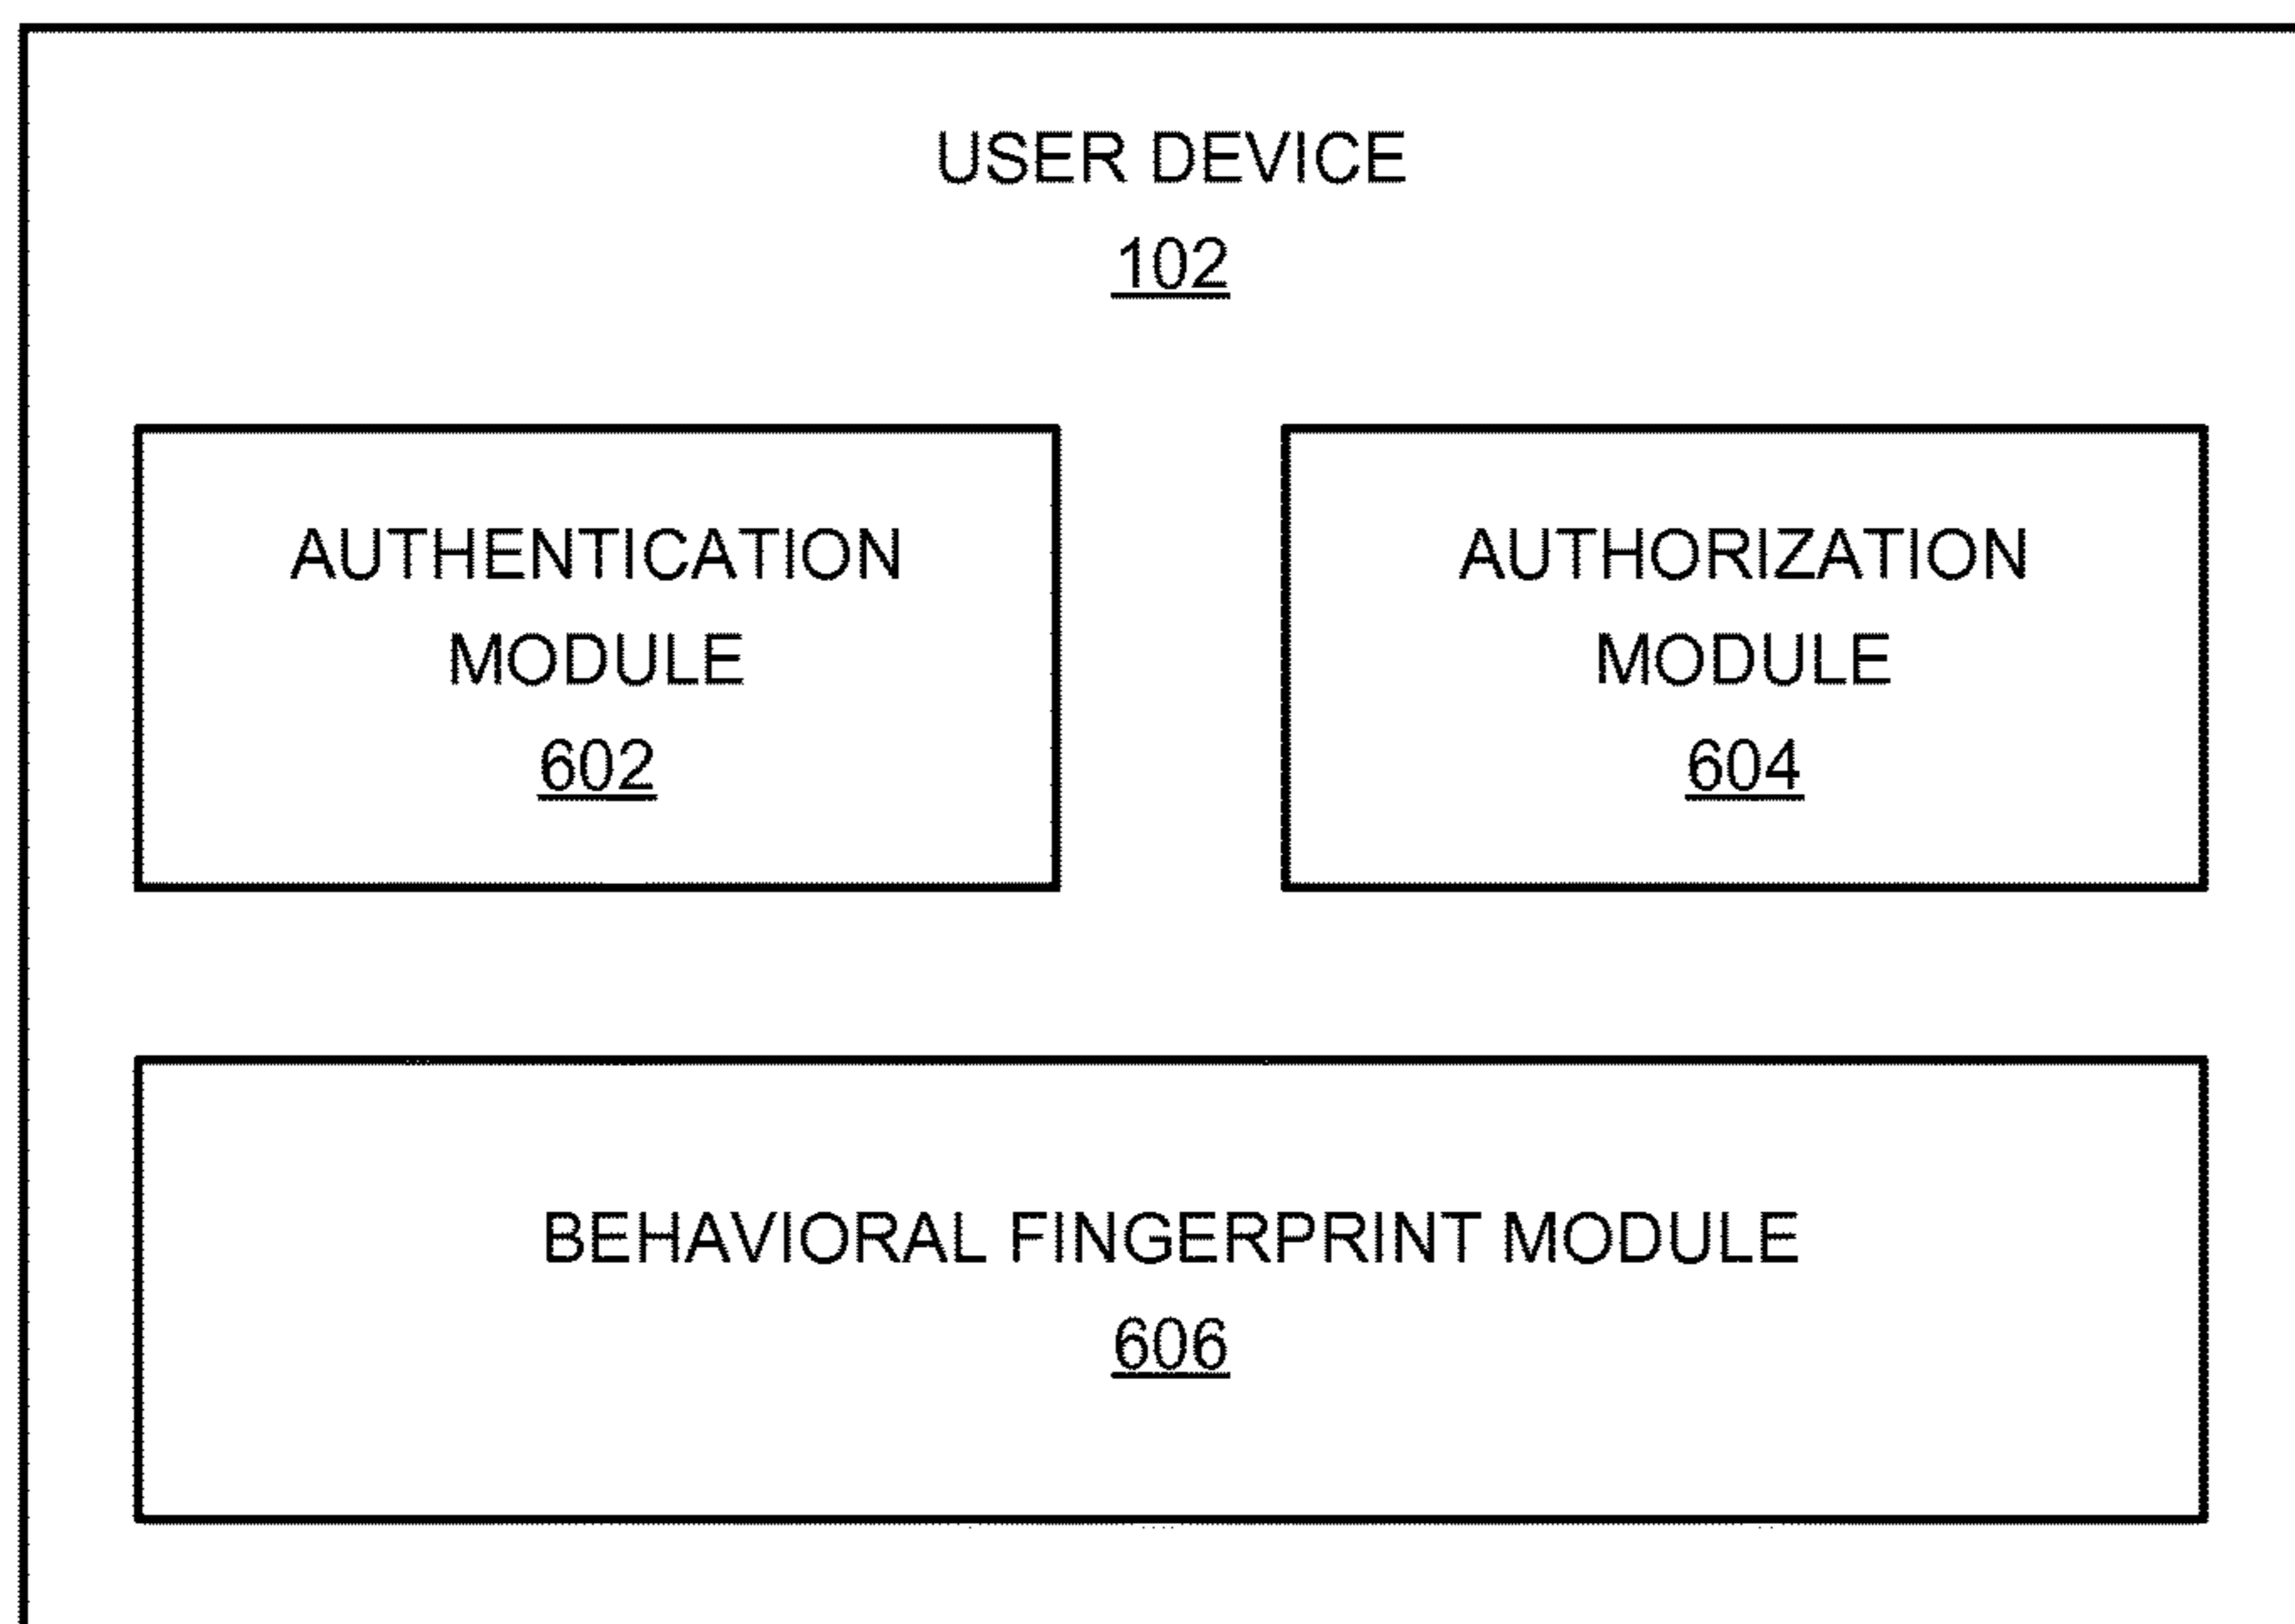 USER DEVICE
102
AUTHENTICATION
MODULE
602
AUTHORIZATION
MODULE
604
BEHAVIORAL FINGERPRINT MODULE
606